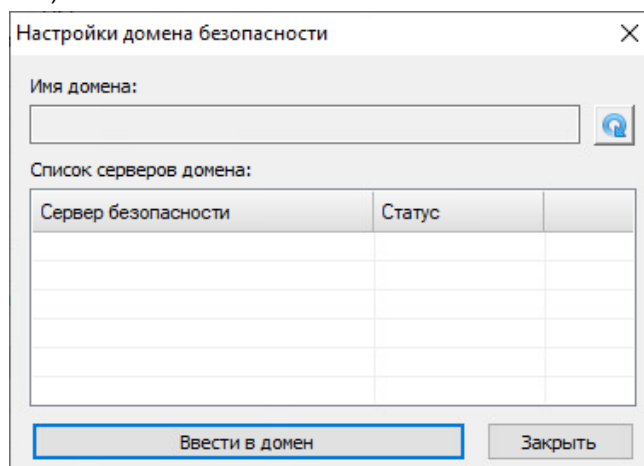 Настройки домена безопасности
Имя домена:
Список серверов домена:
Сервер безопасности Статус
Ввести в домен Закрыть